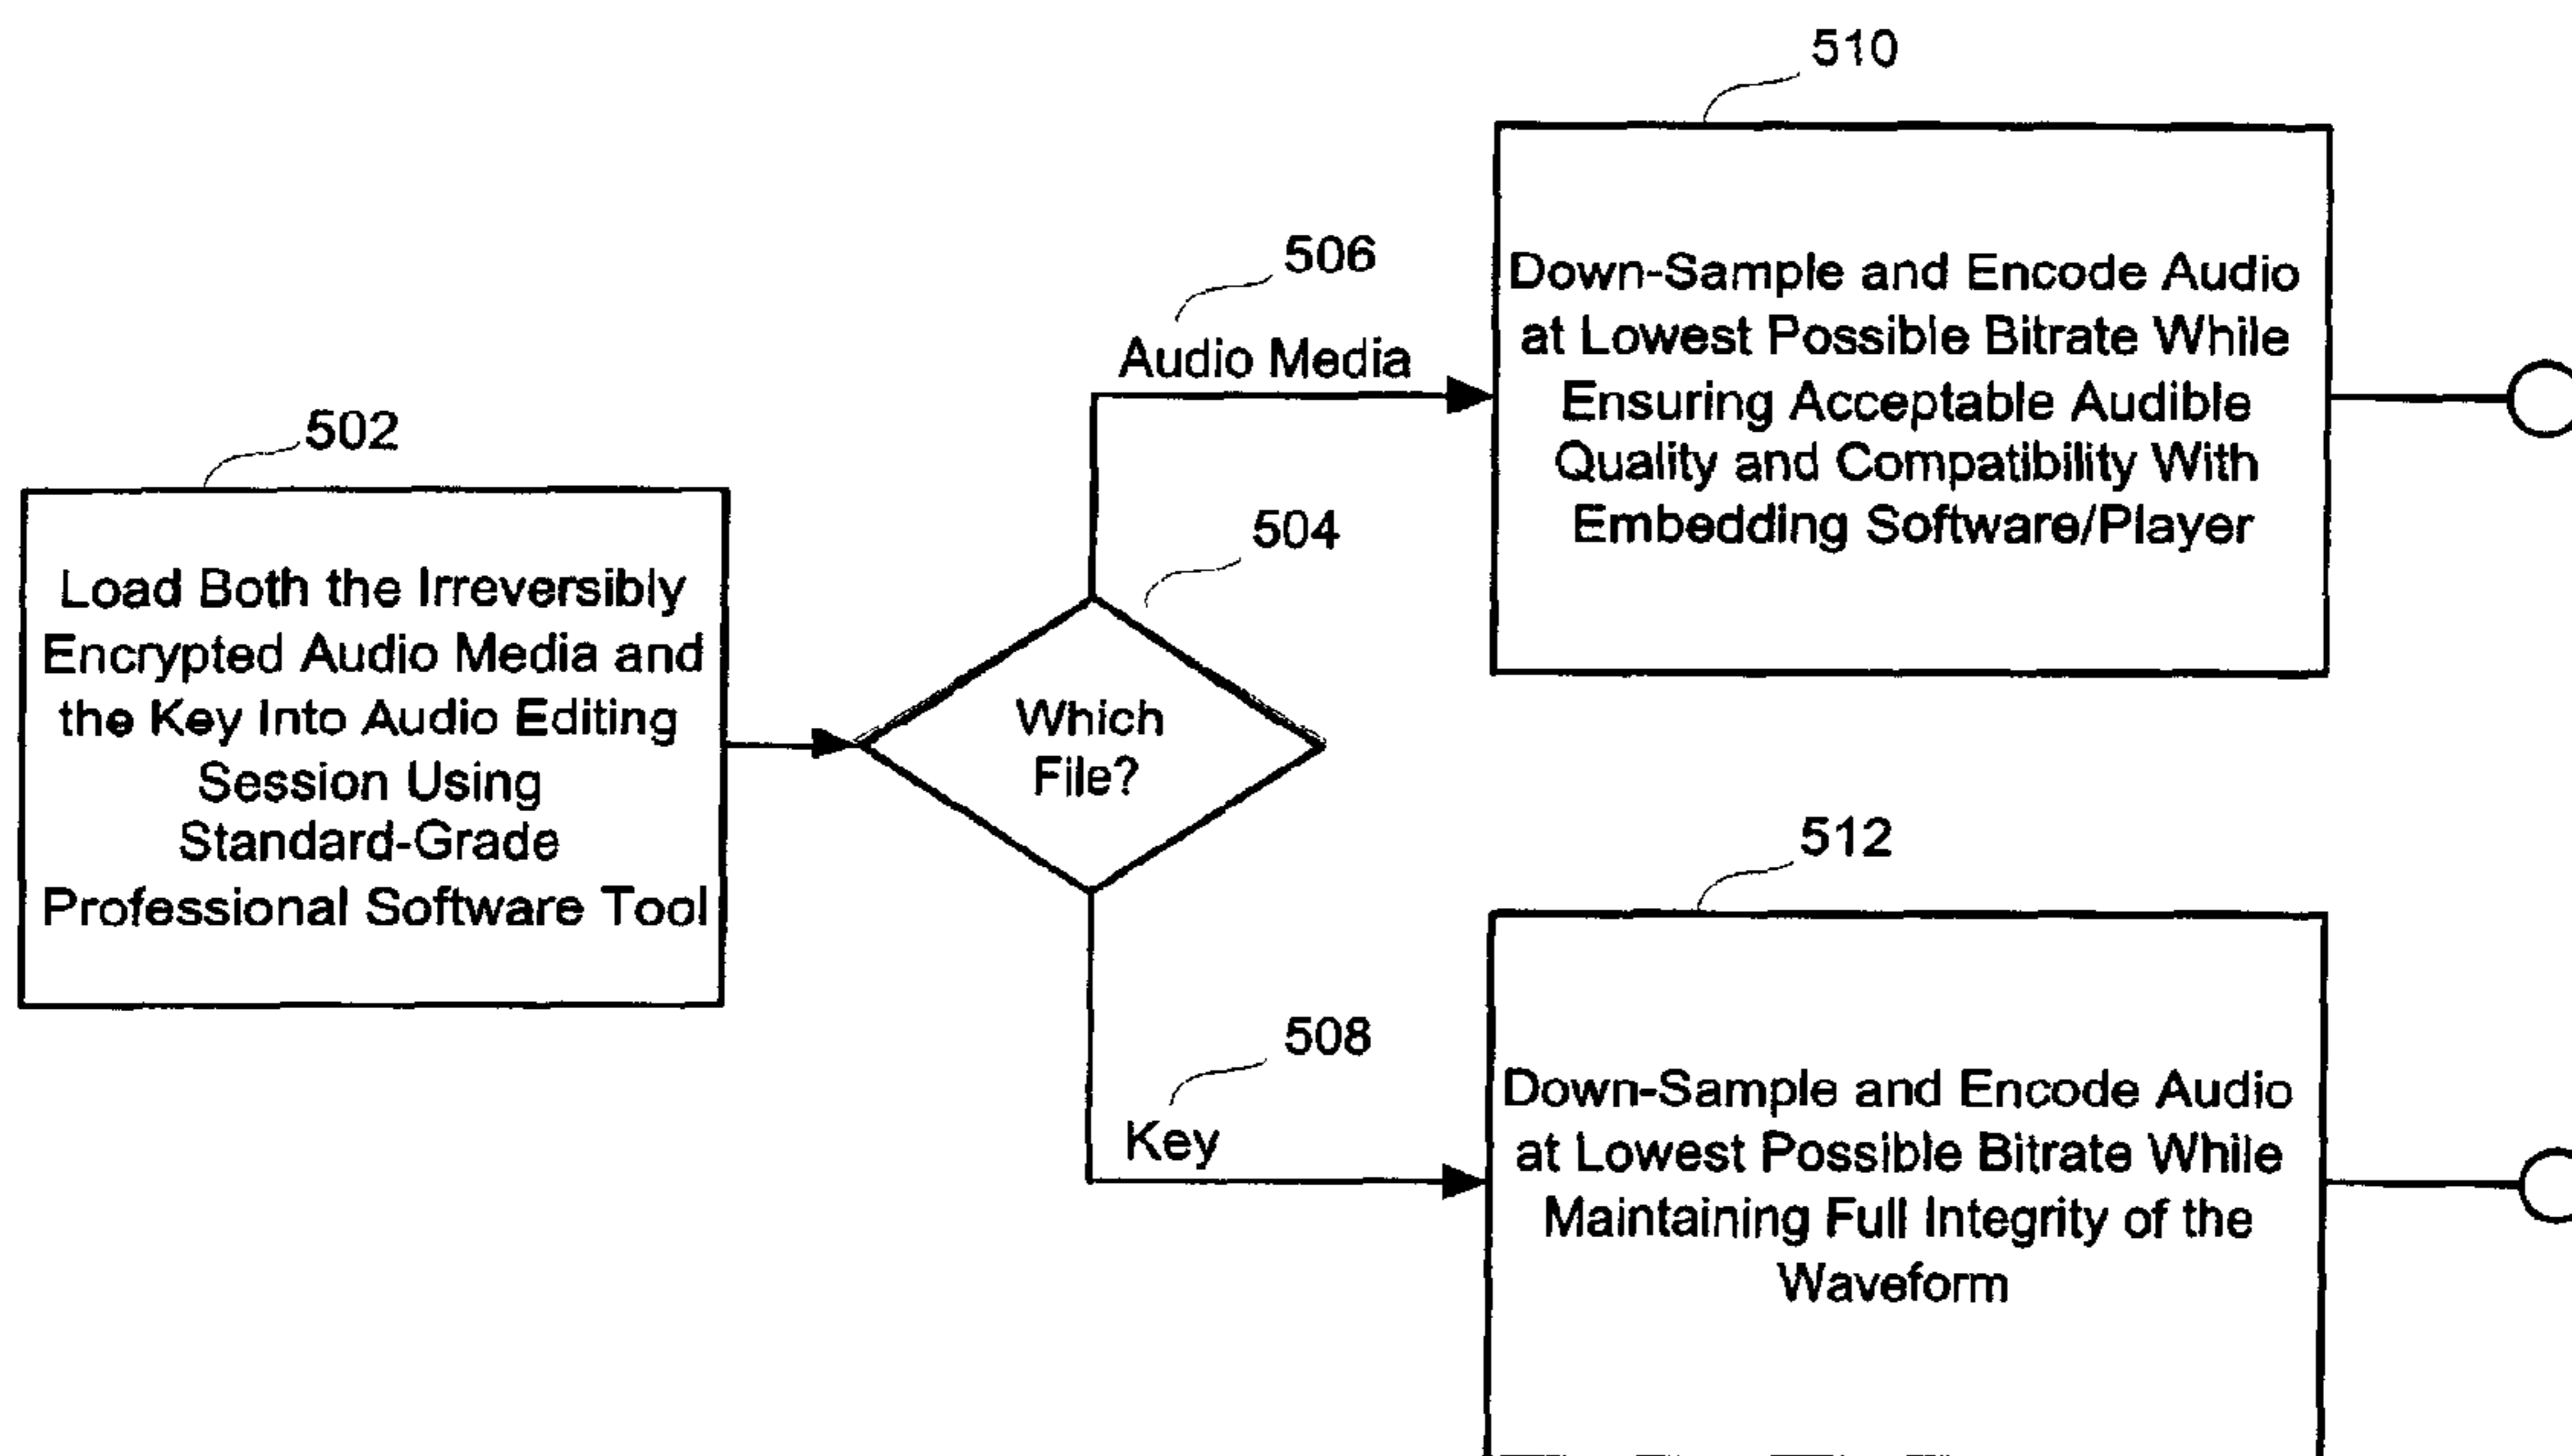 502
Load Both the Irreversibly
Encrypted Audio Media and
the Key Into Audio Editing
Session Using
Standard-Grade
Professional Software Tool
504
Which
File?
506
Audio Media
510
Down-Sample and Encode Audio
at Lowest Possible Bitrate While
Ensuring Acceptable Audible
Quality and Compatibility With
Embedding Software/Player
508
Key
512
Down-Sample and Encode Audio
at Lowest Possible Bitrate While
Maintaining Full Integrity of the
Waveform